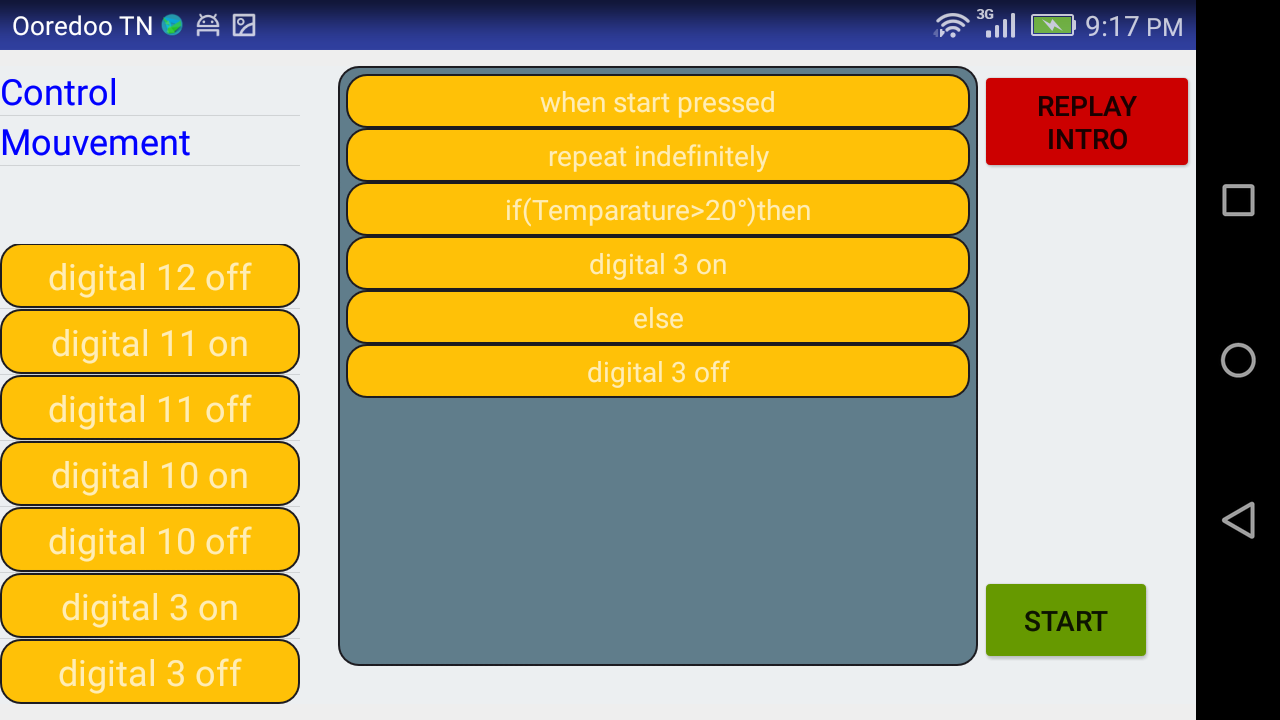 Ooredoo TN
3G
9:17 PM
Control
Mouvement
digital 12 off
digital 11 on
digital 11 off
digital 10 on
digital 10 off
digital 3 on
digital 3 off
when start pressed
repeat indefinitely
if(Temparature>20°)then
digital 3 on
else
digital 3 off
REPLAY
INTRO
START